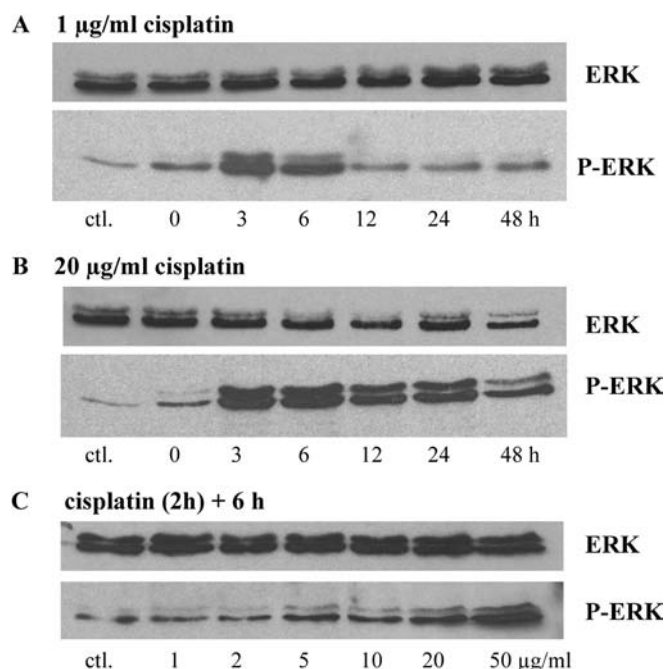 A 1 µg/ml cisplatin
ERK
P-ERK
ctl. 0 3 6 12 24 48 h
B 20 µg/ml cisplatin
ERK
P-ERK
ctl. 0 3 6 12 24 48 h
C cisplatin (2h) + 6 h
ERK
P-ERK
ctl. 1 2 5 10 20 50 µg/ml